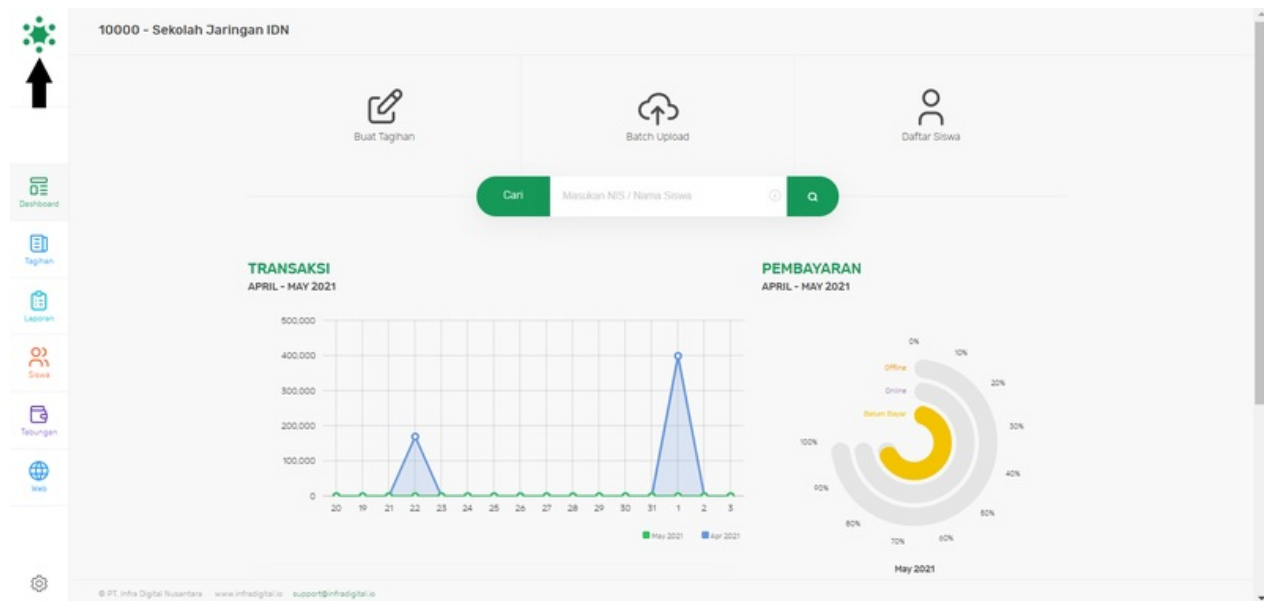 10000 - Sekolah Jaringan IDN
Buat Tagihan
Batch Upload
Daftar Siswa
Dashboard
Tagihan
Laporan
Siswa
Tabungan
Web
Cari
Masukan NIS / Nama Siswa
TRANSAKSI
APRIL - MAY 2021
500,000
400,000
300,000
200,000
100,000
0
20 19 21 22 23 24 25 26 27 28 29 30 31 1 2 3
May 2021 Apr 2021
PEMBAYARAN
APRIL - MAY 2021
0%
10%
20%
30%
40%
50%
60%
70%
80%
90%
100%
Offline
Online
Belum Bayar
May 2021
© PT. Infra Digital Nusantara www.infradigital.io support@infradigital.io